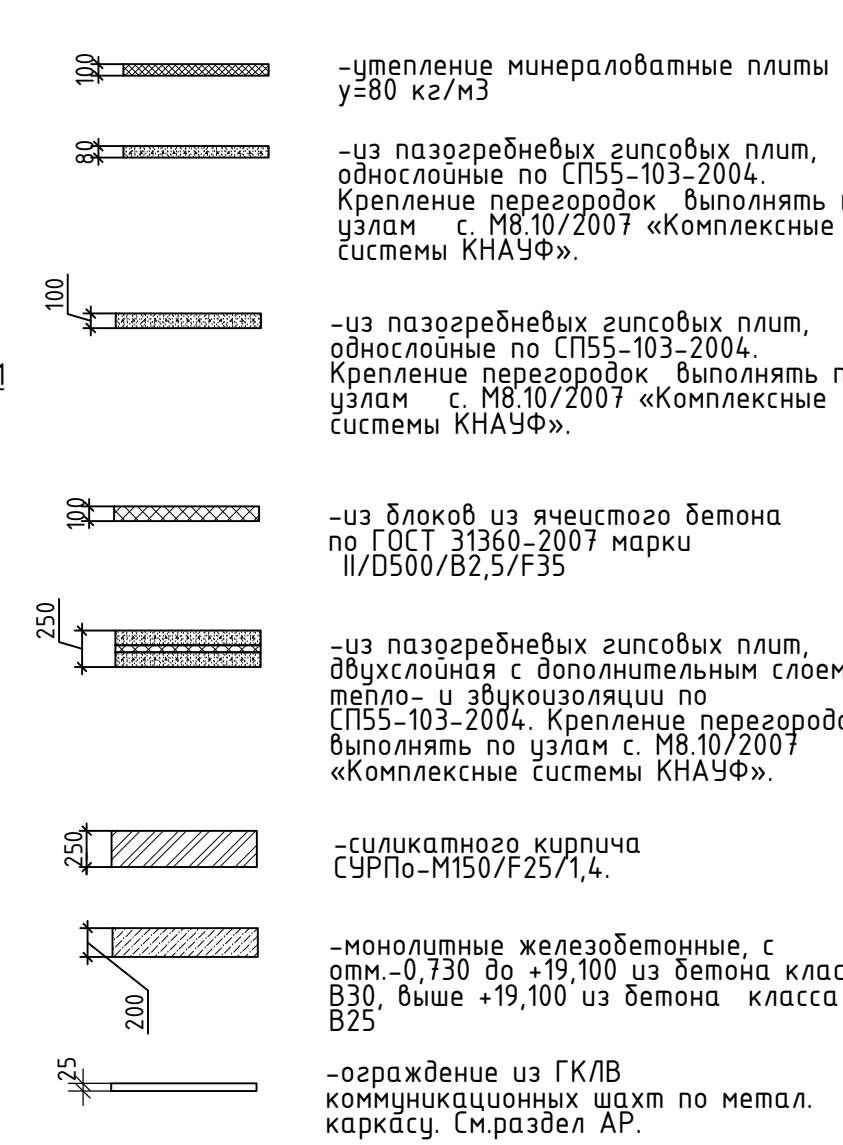 100
-утепление минераловатные плиты
у=80 кг/м3
80
-из пазогребневых гипсовых плит,
однослойные по СП55-103-2004.
Крепление перегородок выполнять
узлам с. М8.10/2007 «Комплексные
системы КНАУФ».
100
-из пазогребневых гипсовых плит,
однослойные по СП55-103-2004.
1
Крепление перегородок выполнять
узлам с. М8.10/2007 «Комплексные
системы КНАУФ».
100
-из блоков из ячеистого бетона
по ГОСТ 31360-2007 марки
II/D500/B2,5/F35
250
-из пазогребневых гипсовых плит,
двухслойная с дополнительным слоем
тепло- и звукоизоляции по
СП55-103-2004. Крепление перегородо
выполнять по узлам с. М8.10/2007
«Комплексные системы КНАУФ».
250
-силикатного кирпича
СУРПо-М150/F25/1,4.
200
-монолитные железобетонные, с
отм.-0,730 до +19,100 из бетона клас
В30, выше +19,100 из бетона класса
В25
25
-ограждение из ГКЛВ
коммуникационных шахт по метал.
каркасу. См.раздел АР.